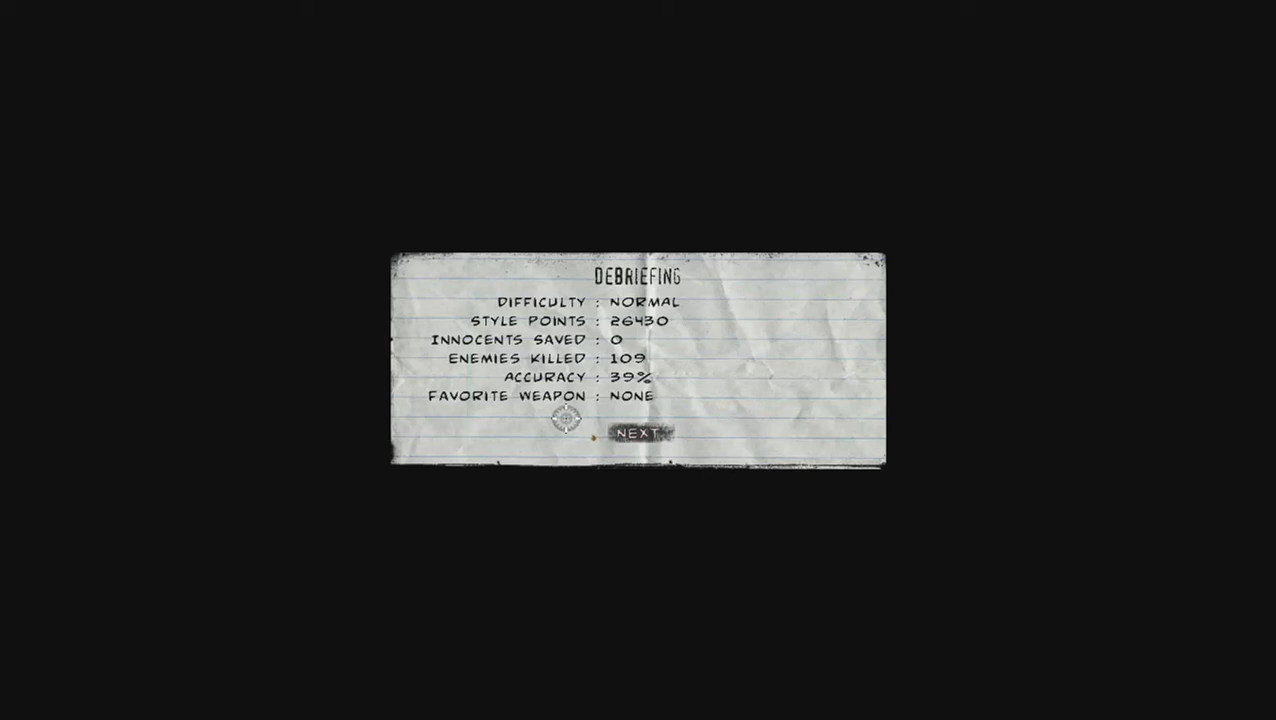 DEBRIEFING
DIFFICULTY : NORMAL
STYLE POINTS : 26430
INNOCENTS SAVED : 0
ENEMIES KILLED : 109
ACCURACY : 39%
FAVORITE WEAPON : NONE
NEXT